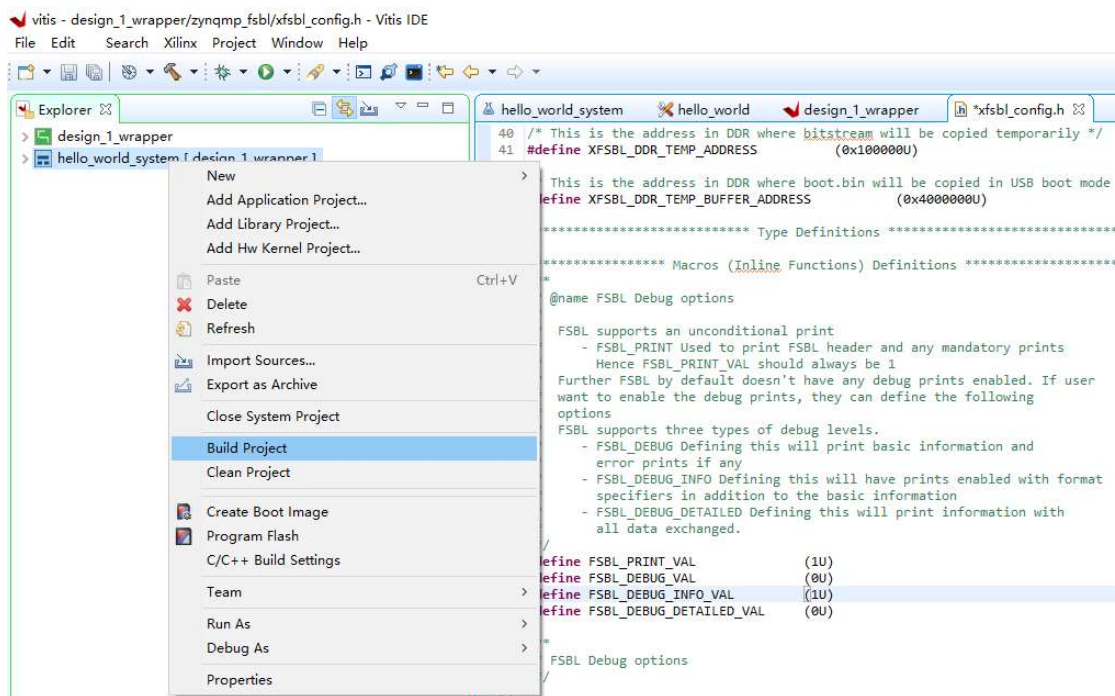 vitis - design_1_wrapper/zynqmp_fsbl/xfsbl_config.h - Vitis IDE
File Edit Search Xilinx Project Window Help
Explorer
design_1_wrapper
hello_world_system [ design_1_wrapper ]
New
Add Application Project...
Add Library Project...
Add Hw Kernel Project...
Paste Ctrl+V
Delete
Refresh
Import Sources...
Export as Archive
Close System Project
Build Project
Clean Project
Create Boot Image
Program Flash
C/C++ Build Settings
Team
Run As
Debug As
Properties
hello_world_system hello_world design_1_wrapper *xfsbl_config.h
40 /* This is the address in DDR where bitstream will be copied temporarily */
41 #define XFSBL_DDR_TEMP_ADDRESS (0x100000U)
This is the address in DDR where boot.bin will be copied in USB boot mode
efine XFSBL_DDR_TEMP_BUFFER_ADDRESS (0x4000000U)
*************************** Type Definitions *****************************
**************** Macros (Inline Functions) Definitions ********************
*
@name FSBL Debug options
FSBL supports an unconditional print
- FSBL_PRINT Used to print FSBL header and any mandatory prints
Hence FSBL_PRINT_VAL should always be 1
Further FSBL by default doesn't have any debug prints enabled. If user
want to enable the debug prints, they can define the following
options
FSBL supports three types of debug levels.
- FSBL_DEBUG Defining this will print basic information and
error prints if any
- FSBL_DEBUG_INFO Defining this will have prints enabled with format
specifiers in addition to the basic information
- FSBL_DEBUG_DETAILED Defining this will print information with
all data exchanged.
/
efine FSBL_PRINT_VAL (1U)
efine FSBL_DEBUG_VAL (0U)
efine FSBL_DEBUG_INFO_VAL (1U)
efine FSBL_DEBUG_DETAILED_VAL (0U)
*
FSBL Debug options
/